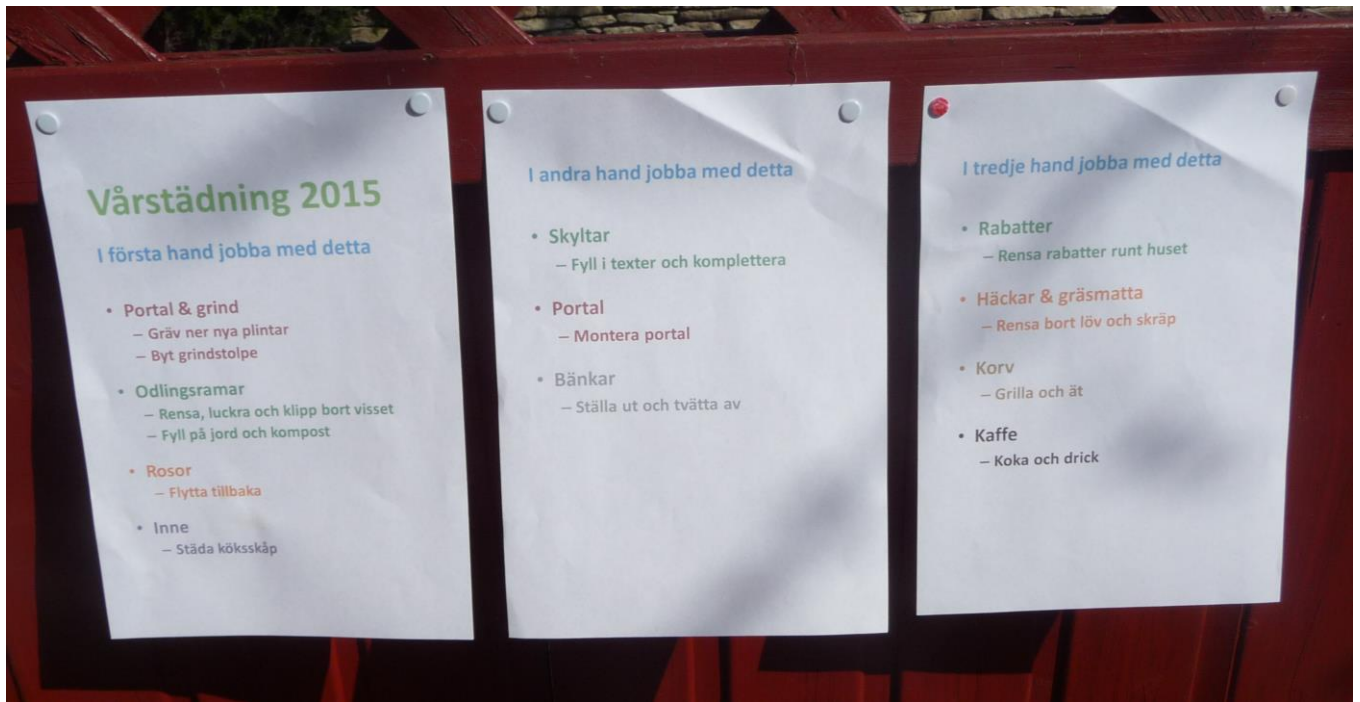 Vårstädning 2015
I första hand jobba med detta
• Portal & grind
– Gräv ner nya plintar
– Byt grindstolpe
• Odlingsramar
– Rensa, luckra och klipp bort visset
– Fyll på jord och kompost
• Rosor
– Flytta tillbaka
• Inne
– Städa köksskåp
I andra hand jobba med detta
• Skyltar
– Fyll i texter och komplettera
• Portal
– Montera portal
• Bänkar
– Ställa ut och tvätta av
I tredje hand jobba med detta
• Rabatter
– Rensa rabatter runt huset
• Häckar & gräsmatta
– Rensa bort löv och skräp
• Korv
– Grilla och ät
• Kaffe
– Koka och drick